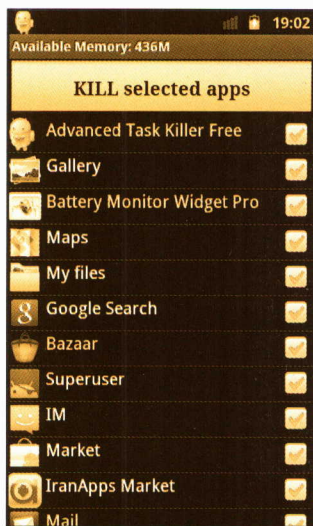 19:02
Available Memory: 436M
KILL selected apps
Advanced Task Killer Free
Gallery
Battery Monitor Widget Pro
Maps
My files
Google Search
Bazaar
Superuser
IM
Market
IranApps Market
Mail